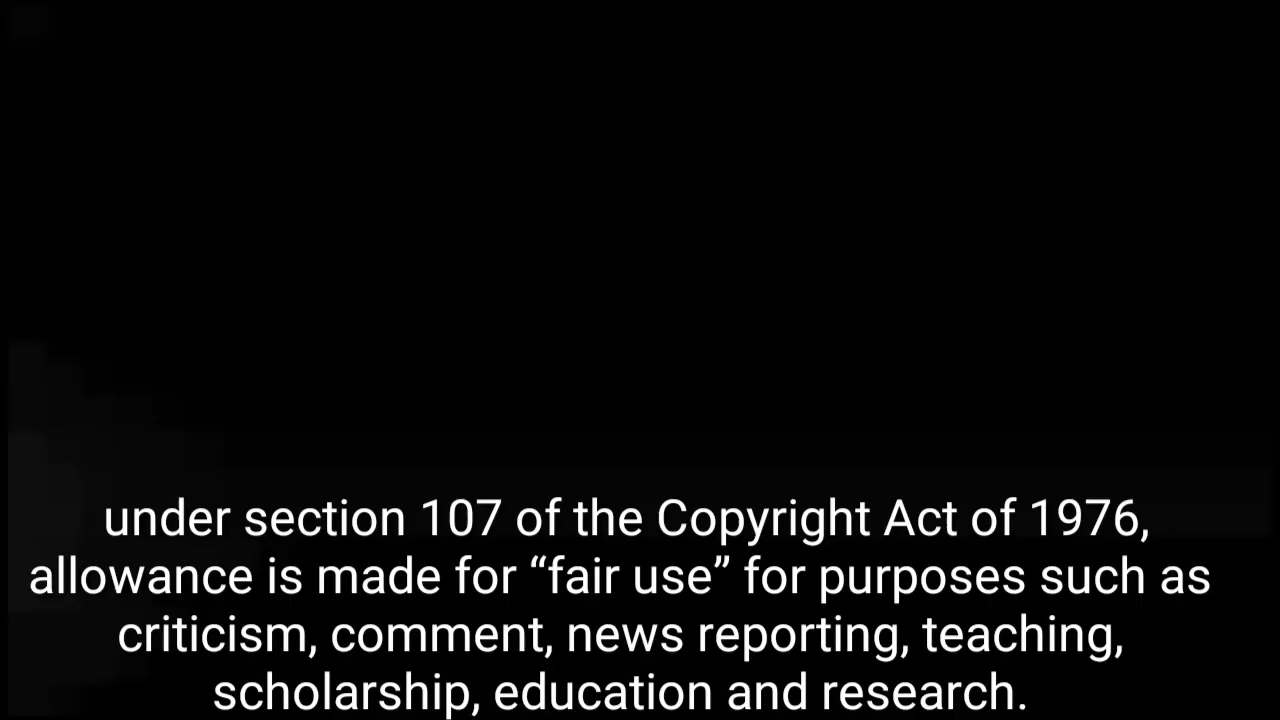 under section 107 of the Copyright Act of 1976,
allowance is made for “fair use” for purposes such as
criticism, comment, news reporting, teaching,
scholarship, education and research.